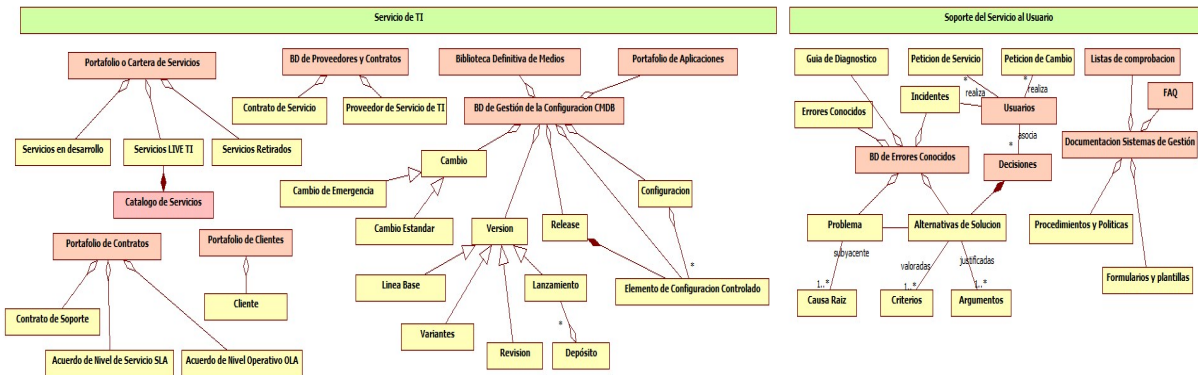 Servicio de TI
Soporte del Servicio al Usuario
Portafolio o Cartera de Servicios
BD de Proveedores y Contratos
Biblioteca Definitiva de Medios
Portafolio de Aplicaciones
Guia de Diagnostico
Peticion de Servicio
Peticion de Cambio
Listas de comprobacion
Contrato de Servicio
Proveedor de Servicio de TI
BD de Gestión de la Configuracion CMDB
Errores Conocidos
Incidentes
*
realiza
*
realiza
Usuarios
FAQ
Servicios en desarrollo
Servicios LIVE TI
Servicios Retirados
Cambio
asocia
*
Documentacion Sistemas de Gestión
BD de Errores Conocidos
Decisiones
Cambio de Emergencia
Configuracion
Catalogo de Servicios
Cambio Estandar
Version
Release
Problema
Alternativas de Solucion
Procedimientos y Politicas
Portafolio de Contratos
Portafolio de Clientes
subyacente
valoradas
justificadas
*
Linea Base
Lanzamiento
Elemento de Configuracion Controlado
Formularios y plantillas
Cliente
1..*
1..*
1..*
Causa Raiz
Criterios
Argumentos
Contrato de Soporte
*
Variantes
Revision
Depósito
Acuerdo de Nivel de Servicio SLA
Acuerdo de Nivel Operativo OLA